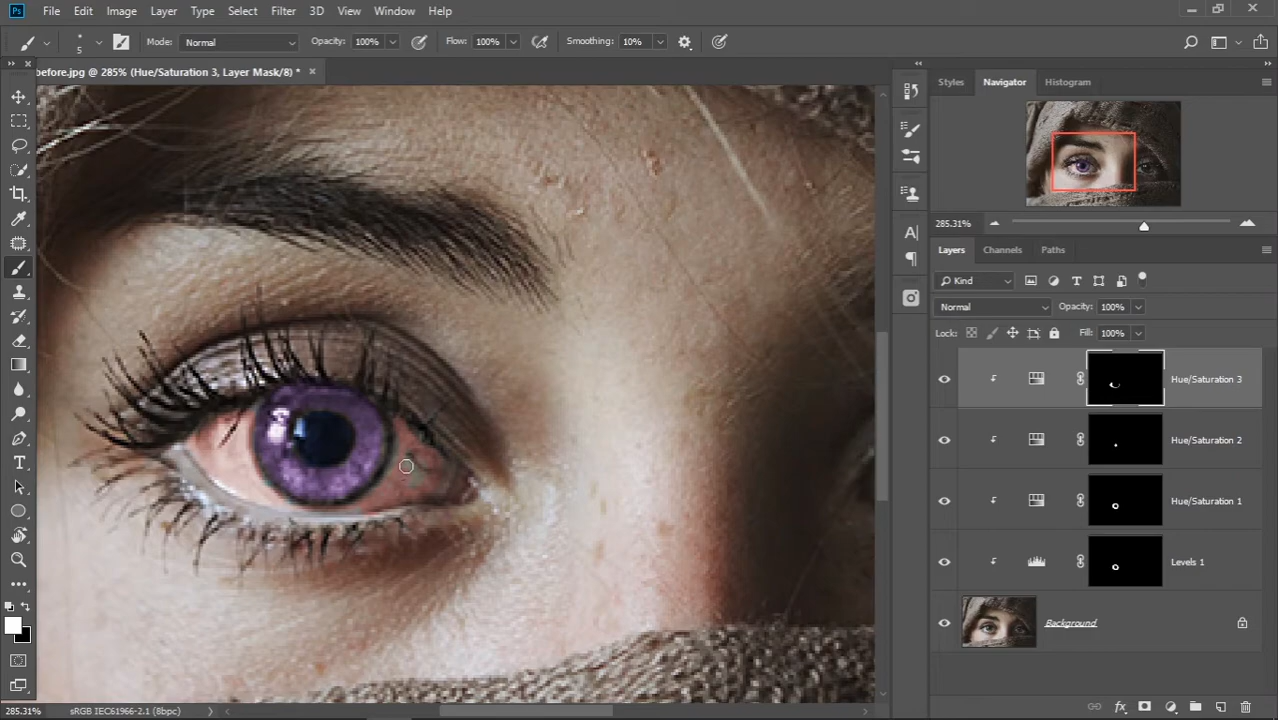 Ps File Edit Image Layer Type Select Filter 3D View Window Help
5 Mode: Normal Opacity: 100% Flow: 100% Smoothing: 10%
before.jpg @ 285% (Hue/Saturation 3, Layer Mask/8) *
Styles Navigator Histogram
285.31%
Layers Channels Paths
Kind
Normal Opacity: 100%
Lock: Fill: 100%
Hue/Saturation 3
Hue/Saturation 2
Hue/Saturation 1
Levels 1
Background
285.31% sRGB IEC61966-2.1 (8bpc)